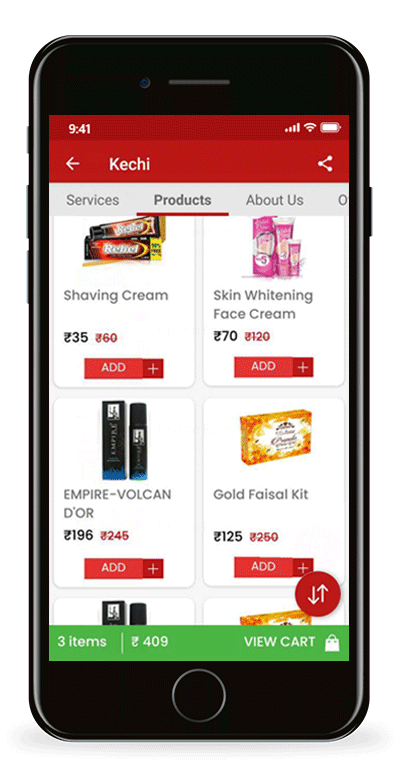 9:41
Kechi
Services Products About Us O
Shaving Cream
Skin Whitening
Face Cream
₹35 ₹60
₹70 ₹120
ADD +
ADD +
EMPIRE
EMPIRE-VOLCAN
D'OR
Gold Faisal Kit
₹196 ₹245
₹125 ₹250
ADD +
ADD +
3 items ₹ 409 VIEW CART